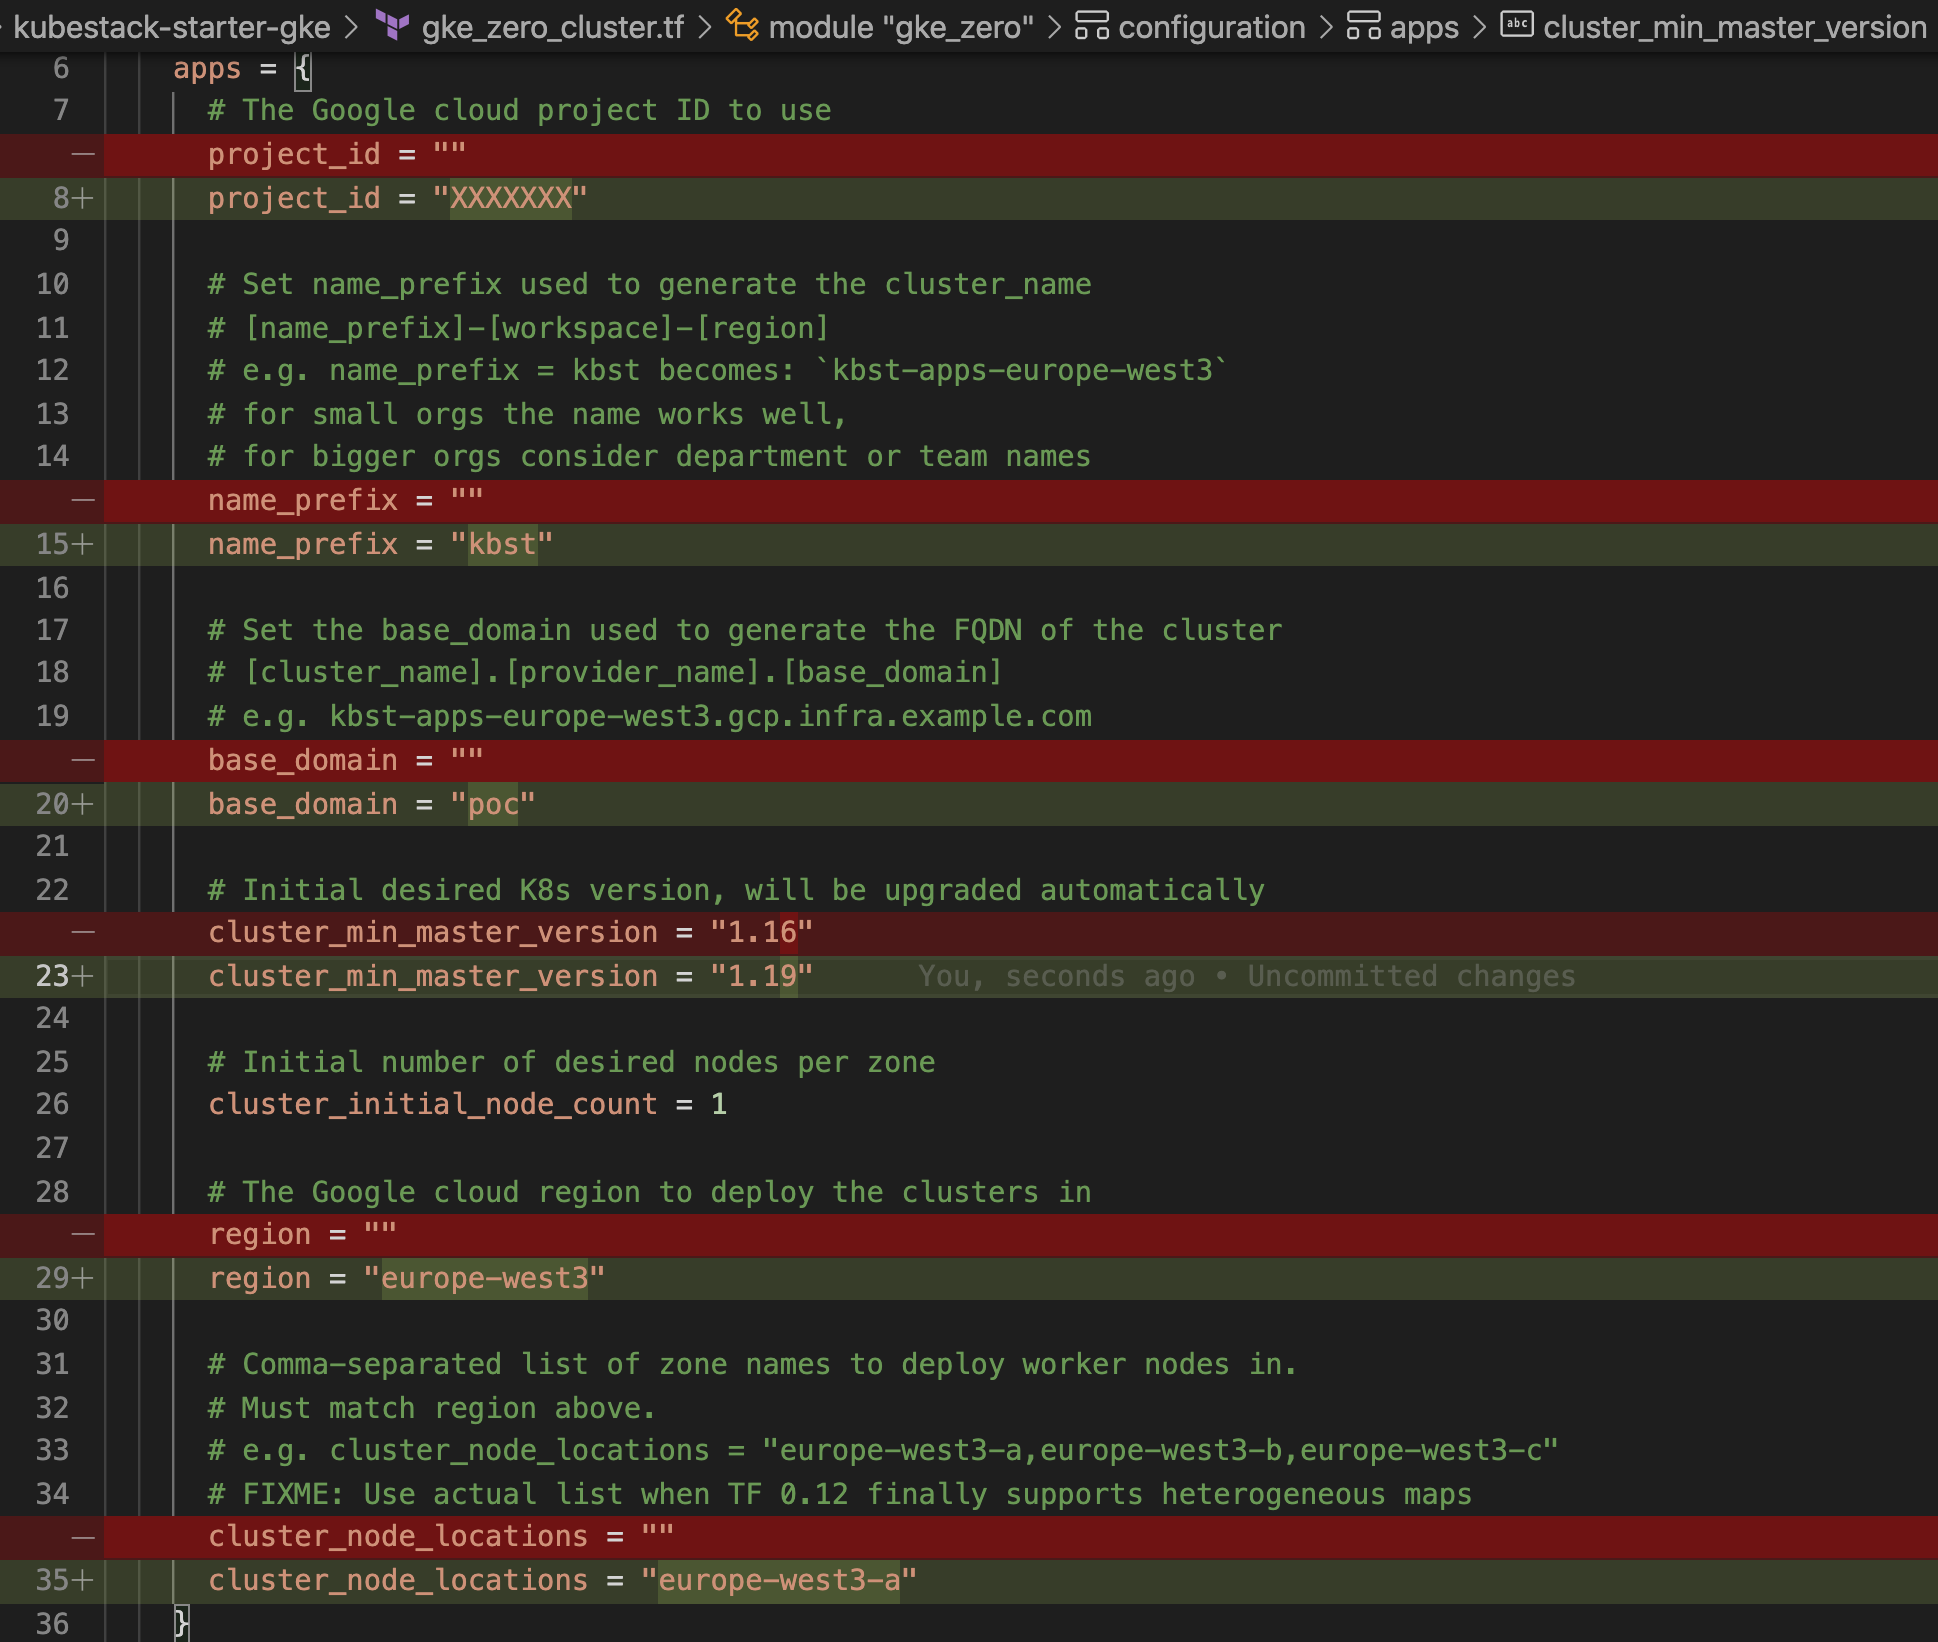 kubestack-starter-gke > gke_zero_cluster.tf > module "gke_zero" > configuration > apps > abc cluster_min_master_version
6 apps = {
7 # The Google cloud project ID to use
— project_id = ""
8+ project_id = "XXXXXXX"
9
10 # Set name_prefix used to generate the cluster_name
11 # [name_prefix]-[workspace]-[region]
12 # e.g. name_prefix = kbst becomes: `kbst-apps-europe-west3`
13 # for small orgs the name works well,
14 # for bigger orgs consider department or team names
— name_prefix = ""
15+ name_prefix = "kbst"
16
17 # Set the base_domain used to generate the FQDN of the cluster
18 # [cluster_name].[provider_name].[base_domain]
19 # e.g. kbst-apps-europe-west3.gcp.infra.example.com
— base_domain = ""
20+ base_domain = "poc"
21
22 # Initial desired K8s version, will be upgraded automatically
— cluster_min_master_version = "1.16"
23+ cluster_min_master_version = "1.19" You, seconds ago • Uncommitted changes
24
25 # Initial number of desired nodes per zone
26 cluster_initial_node_count = 1
27
28 # The Google cloud region to deploy the clusters in
— region = ""
29+ region = "europe-west3"
30
31 # Comma-separated list of zone names to deploy worker nodes in.
32 # Must match region above.
33 # e.g. cluster_node_locations = "europe-west3-a,europe-west3-b,europe-west3-c"
34 # FIXME: Use actual list when TF 0.12 finally supports heterogeneous maps
— cluster_node_locations = ""
35+ cluster_node_locations = "europe-west3-a"
36 }